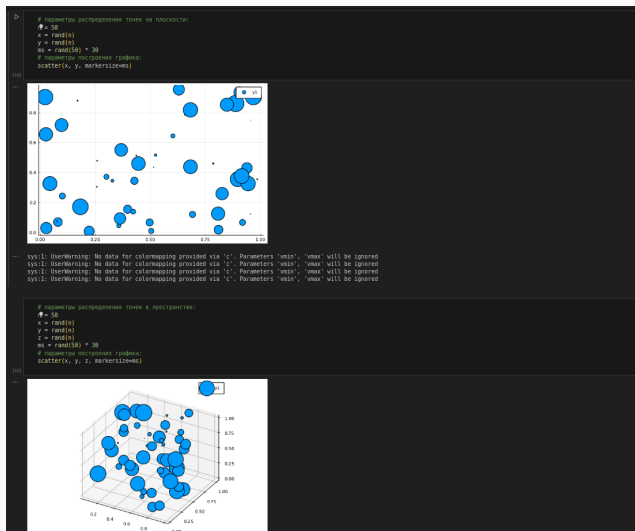 # параметры распределения точек на плоскости:
n = 50
x = rand(n)
y = rand(n)
ms = rand(50) * 30
# параметры построения графика:
scatter(x, y, markersize=ms)
y1
0.8
0.6
0.4
0.2
0.0
0.00 0.25 0.50 0.75 1.00
sys:1: UserWarning: No data for colormapping provided via 'c'. Parameters 'vmin', 'vmax' will be ignored
sys:1: UserWarning: No data for colormapping provided via 'c'. Parameters 'vmin', 'vmax' will be ignored
sys:1: UserWarning: No data for colormapping provided via 'c'. Parameters 'vmin', 'vmax' will be ignored
sys:1: UserWarning: No data for colormapping provided via 'c'. Parameters 'vmin', 'vmax' will be ignored
# параметры распределения точек в пространстве:
n = 50
x = rand(n)
y = rand(n)
z = rand(n)
ms = rand(50) * 30
# параметры построения графика:
scatter(x, y, z, markersize=ms)
1.00
0.75
0.50
0.25
0.00
1.00
0.75
0.50
0.25
0.2 0.4 0.6 0.8